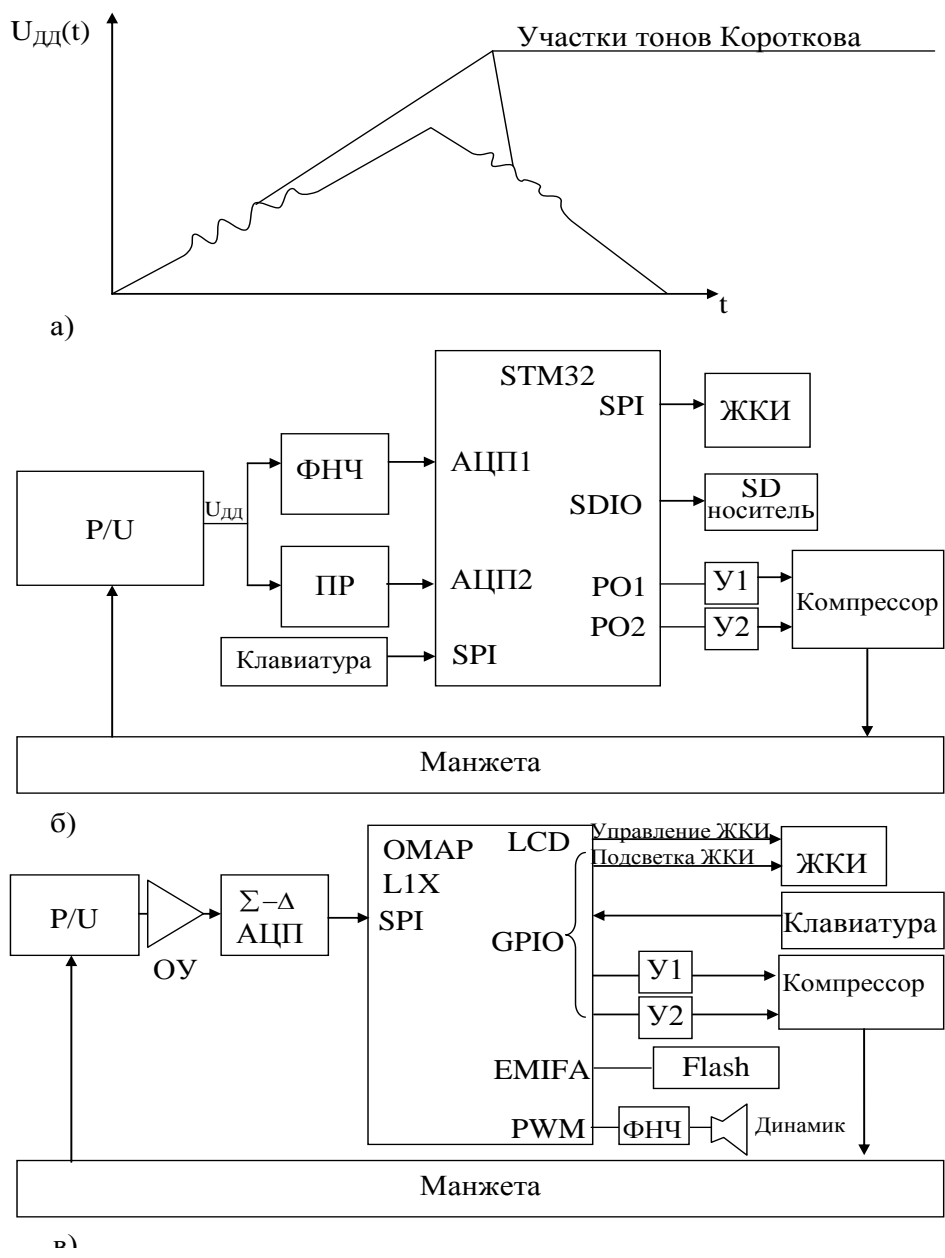 UДД(t)
Участки тонов Короткова
t
а)
STM32
SPI
ЖКИ
ФНЧ
АЦП1
SDIO
SD
носитель
P/U
UДД
ПР
АЦП2
PO1
У1
Компрессор
PO2
У2
Клавиатура
SPI
Манжета
б)
OMAP
L1X
LCD
Управление ЖКИ
Подсветка ЖКИ
ЖКИ
P/U
ОУ
Σ–Δ
АЦП
SPI
GPIO
Клавиатура
У1
Компрессор
У2
EMIFA
Flash
PWM
ФНЧ
Динамик
Манжета
в)